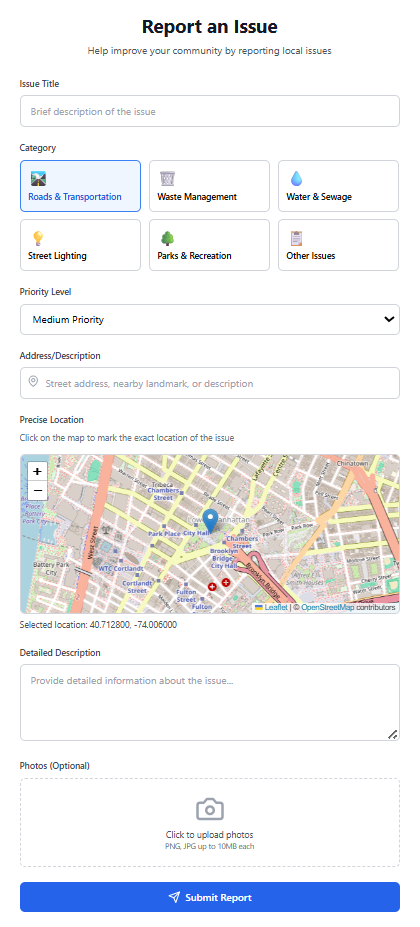 Report an Issue
Help improve your community by reporting local issues
Issue Title
Brief description of the issue
Category
Roads & Transportation
Waste Management
Water & Sewage
Street Lighting
Parks & Recreation
Other Issues
Priority Level
Medium Priority
Address/Description
Street address, nearby landmark, or description
Precise Location
Click on the map to mark the exact location of the issue
+
−
Chinatown
Tribeca
Chambers
Street
Park Place
City Hall
Chambers
Street
Brooklyn
Bridge
City Hall
West Street
Battery Park
City
WTC Cortlandt
Cortlandt
Street
Fulton
Street
Fulton
Park Row
Brooklyn Bridge
Leaflet | © OpenStreetMap contributors
Selected location: 40.712800, -74.006000
Detailed Description
Provide detailed information about the issue...
Photos (Optional)
Click to upload photos
PNG, JPG up to 10MB each
Submit Report